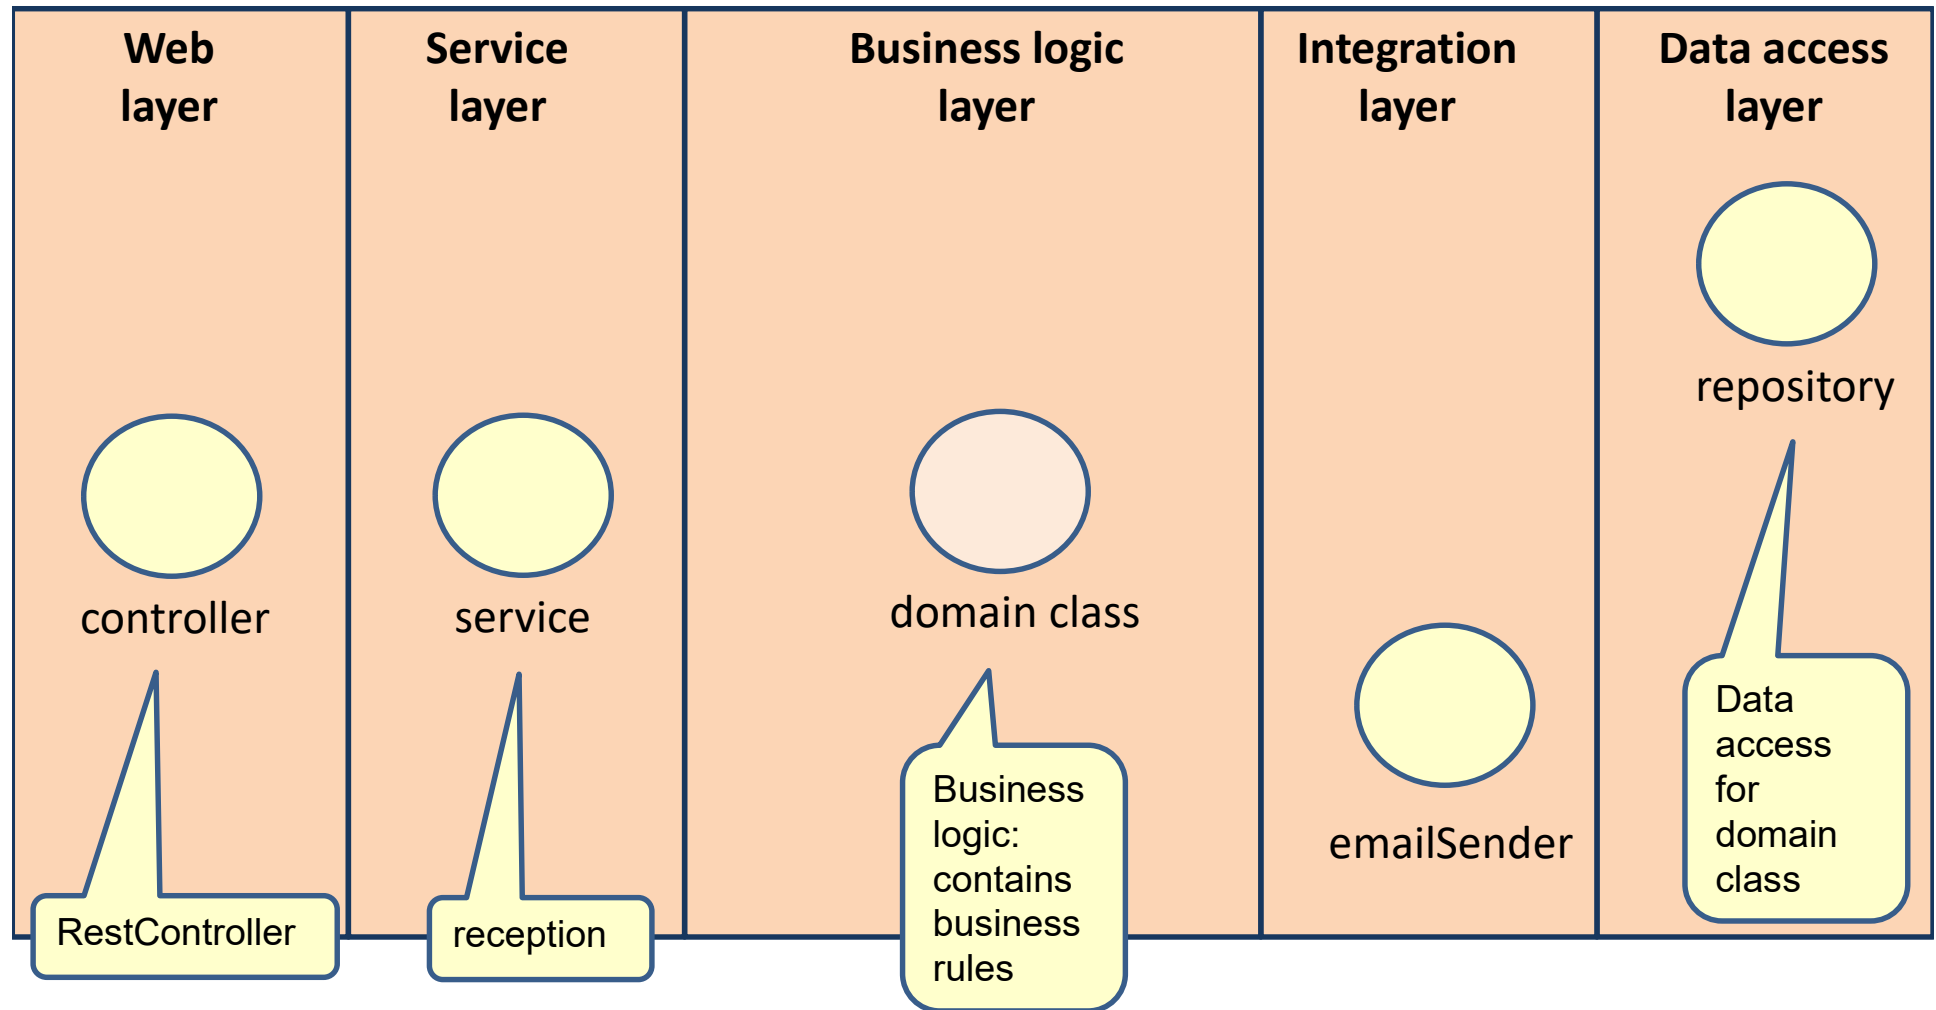 Web
layer
Service
layer
Business logic
layer
Integration
layer
Data access
layer
controller
service
domain class
emailSender
repository
RestController
reception
Business
logic:
contains
business
rules
Data
access
for
domain
class